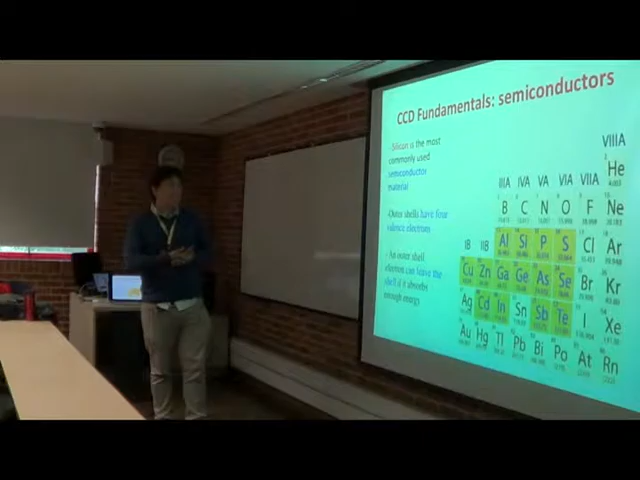 CCD Fundamentals: semiconductors
Silicon is the most
commonly used
semiconductor
material
-Outer shells have four
valence electrom
- An outer shell
electron can leave the
shell if it absorbs
enough energy
VIIIA
He
IIIA IVA VA VIA VIIA
B C N O F Ne
IB IIB Al Si P S Cl Ar
Cu Zn Ga Ge As Se Br Kr
Ag Cd In Sn Sb Te I Xe
Au Hg Tl Pb Bi Po At Rn